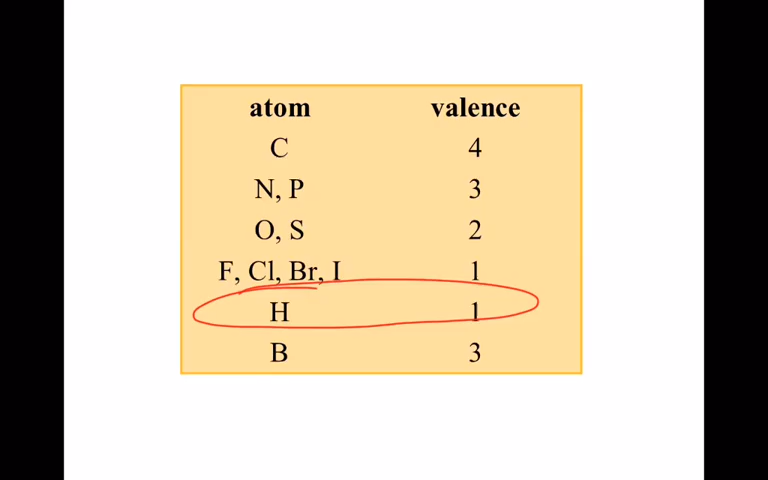 atom valence
C 4
N, P 3
O, S 2
F, Cl, Br, I 1
H 1
B 3